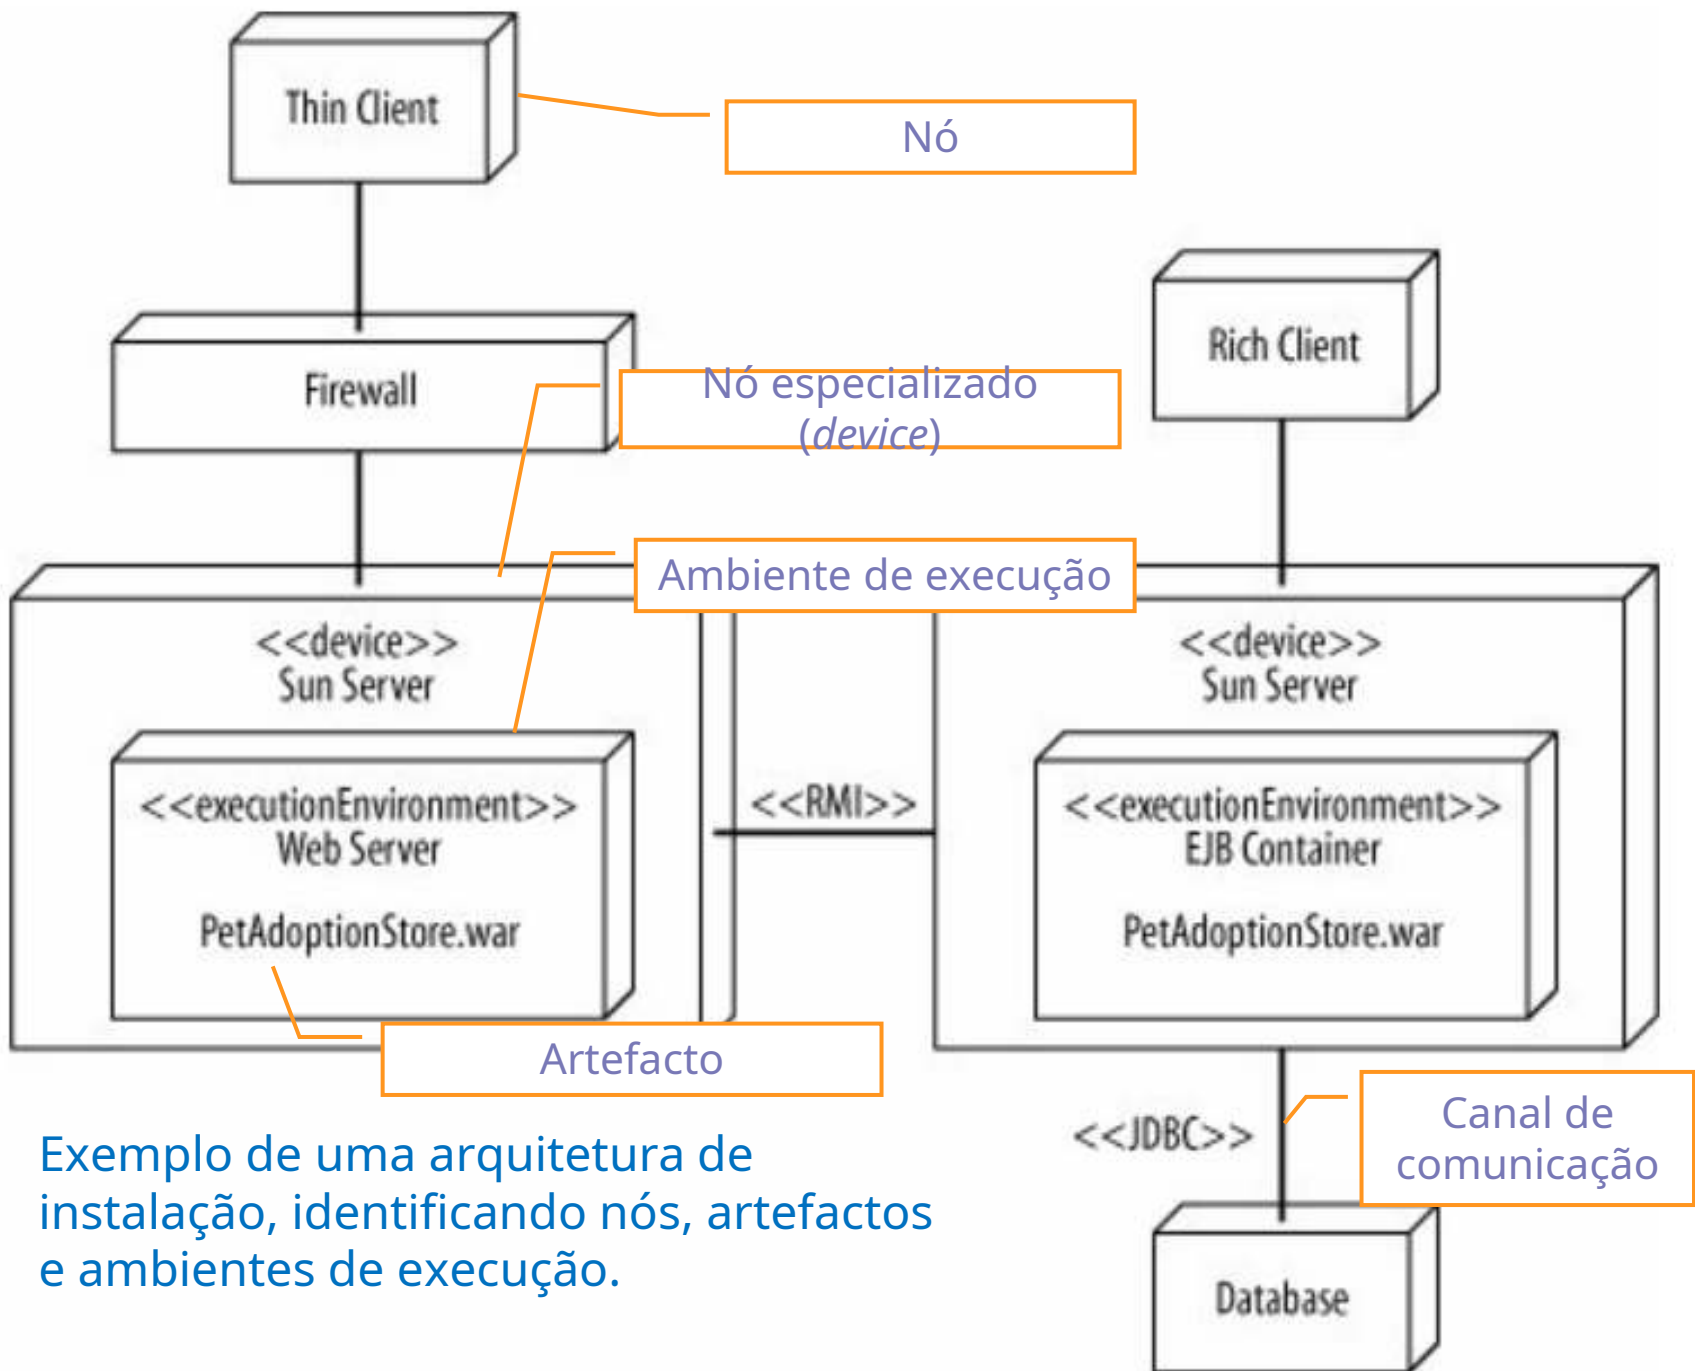 Thin Client
Nó
Rich Client
Firewall
Nó especializado
(device)
Ambiente de execução
<<device>>
Sun Server
<<device>>
Sun Server
<<executionEnvironment>>
Web Server
PetAdoptionStore.war
<<RMI>>
<<executionEnvironment>>
EJB Container
PetAdoptionStore.war
Artefacto
<<JDBC>>
Canal de
comunicação
Exemplo de uma arquitetura de
instalação, identificando nós, artefactos
e ambientes de execução.
Database